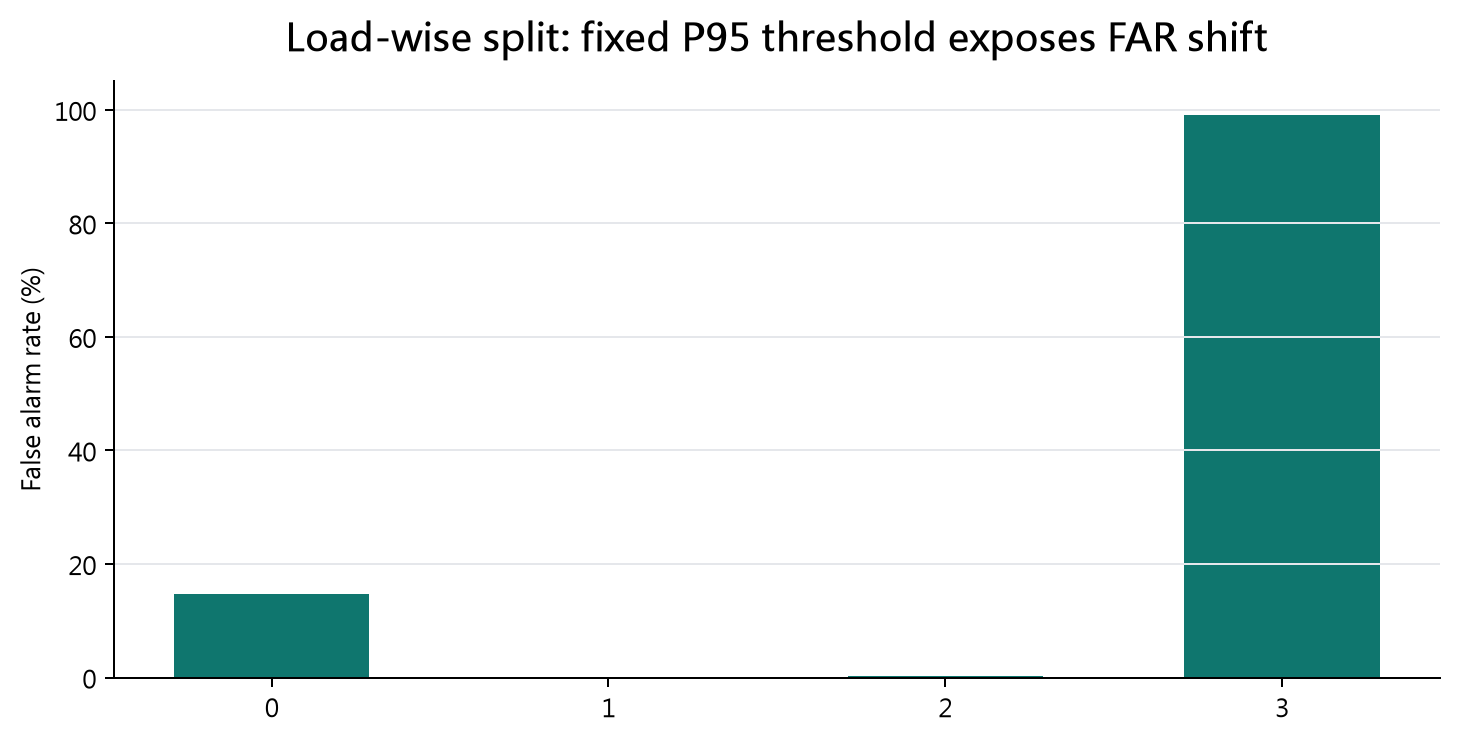 Load-wise split: fixed P95 threshold exposes FAR shift
False alarm rate (%)
100
80
60
40
20
0
0 1 2 3